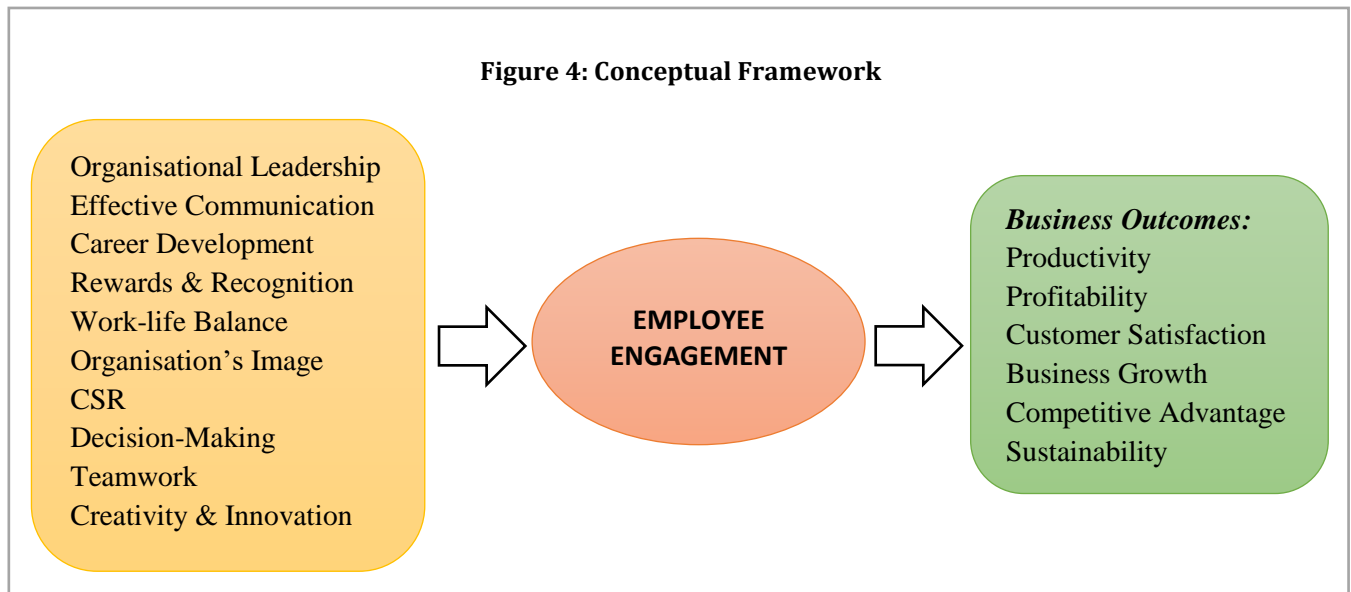 Figure 4: Conceptual Framework
Organisational Leadership
Effective Communication
Career Development
Rewards & Recognition
Work-life Balance
Organisation’s Image
CSR
Decision-Making
Teamwork
Creativity & Innovation
EMPLOYEE
ENGAGEMENT
Business Outcomes:
Productivity
Profitability
Customer Satisfaction
Business Growth
Competitive Advantage
Sustainability